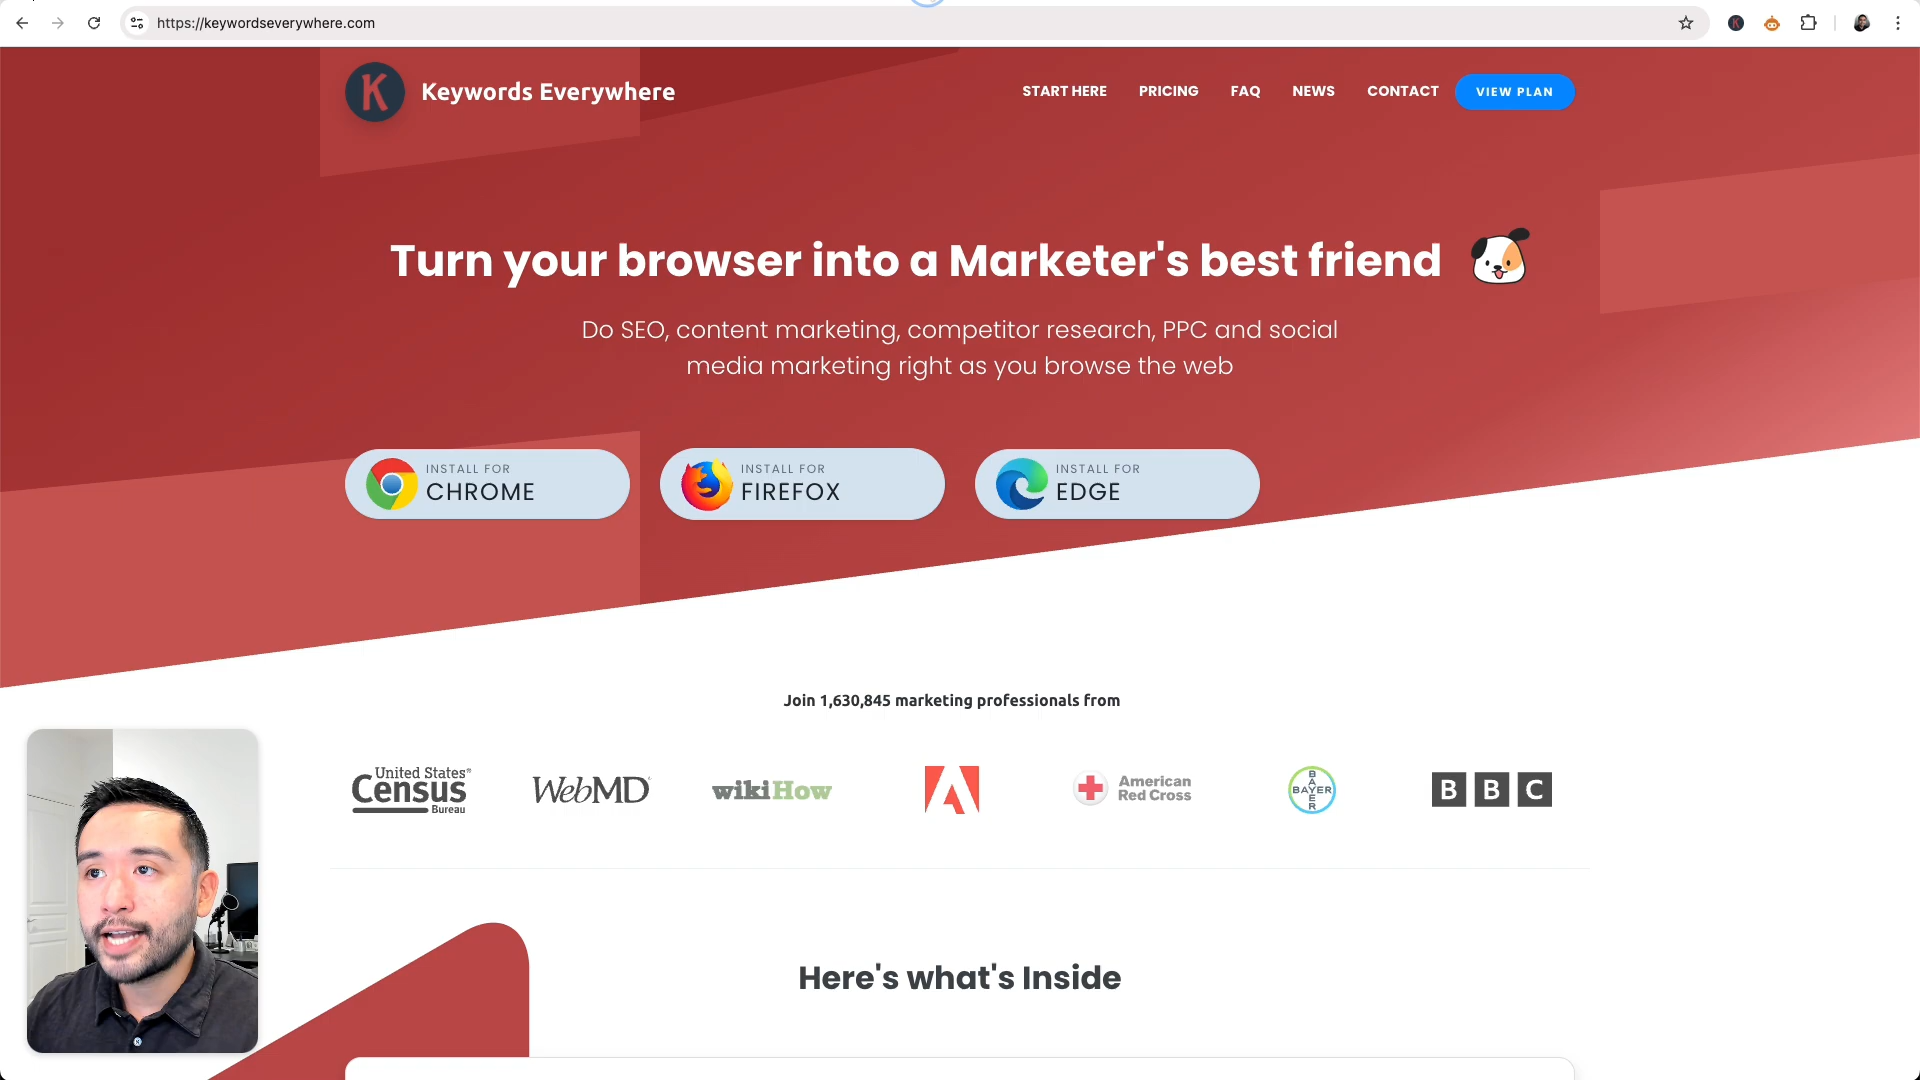 https://keywordseverywhere.com
K
Keywords Everywhere
START HERE
PRICING
FAQ
NEWS
CONTACT
VIEW PLAN
Turn your browser into a Marketer's best friend
Do SEO, content marketing, competitor research, PPC and social
media marketing right as you browse the web
INSTALL FOR
CHROME
INSTALL FOR
FIREFOX
INSTALL FOR
EDGE
Join 1,630,845 marketing professionals from
United States®
Census
Bureau
WebMD
wikiHow
American
Red Cross
BAYER
BAYER
BBC
Here's what's Inside